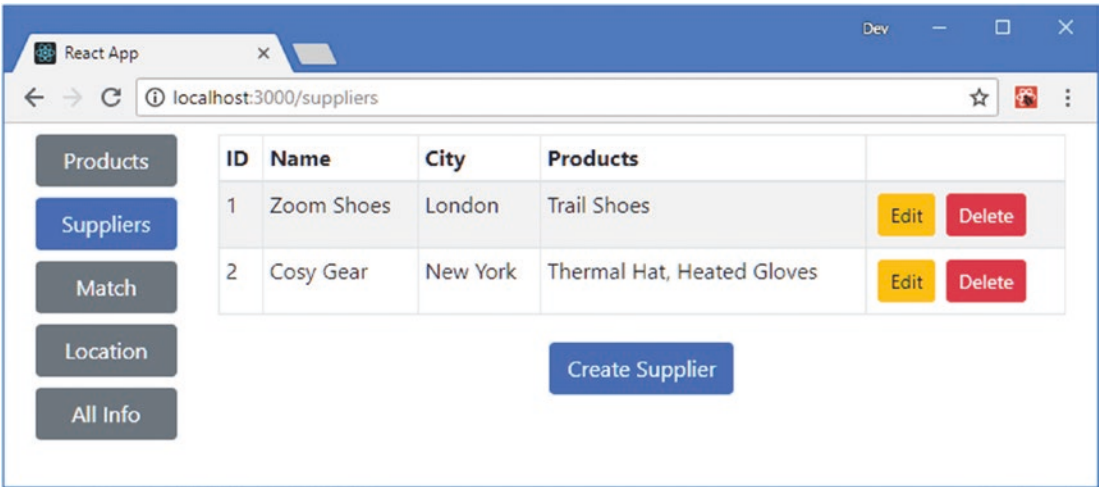 Dev
React App
localhost:3000/suppliers
Products
Suppliers
Match
Location
All Info
ID Name City Products
1 Zoom Shoes London Trail Shoes Edit Delete
2 Cosy Gear New York Thermal Hat, Heated Gloves Edit Delete
Create Supplier